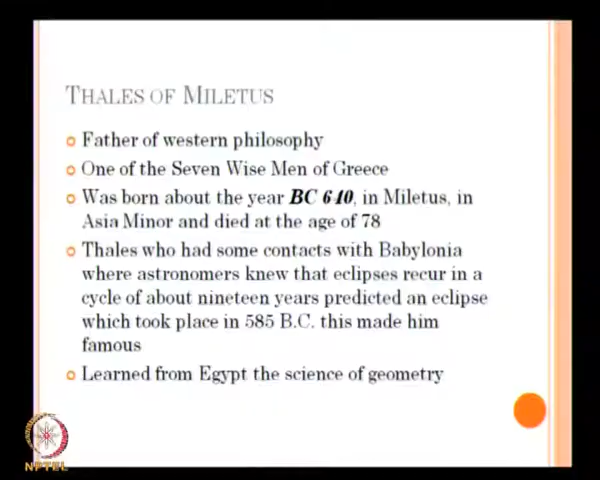 THALES OF MILETUS
Father of western philosophy
One of the Seven Wise Men of Greece
Was born about the year BC 640, in Miletus, in
Asia Minor and died at the age of 78
Thales who had some contacts with Babylonia
where astronomers knew that eclipses recur in a
cycle of about nineteen years predicted an eclipse
which took place in 585 B.C. this made him
famous
Learned from Egypt the science of geometry
NPTEL